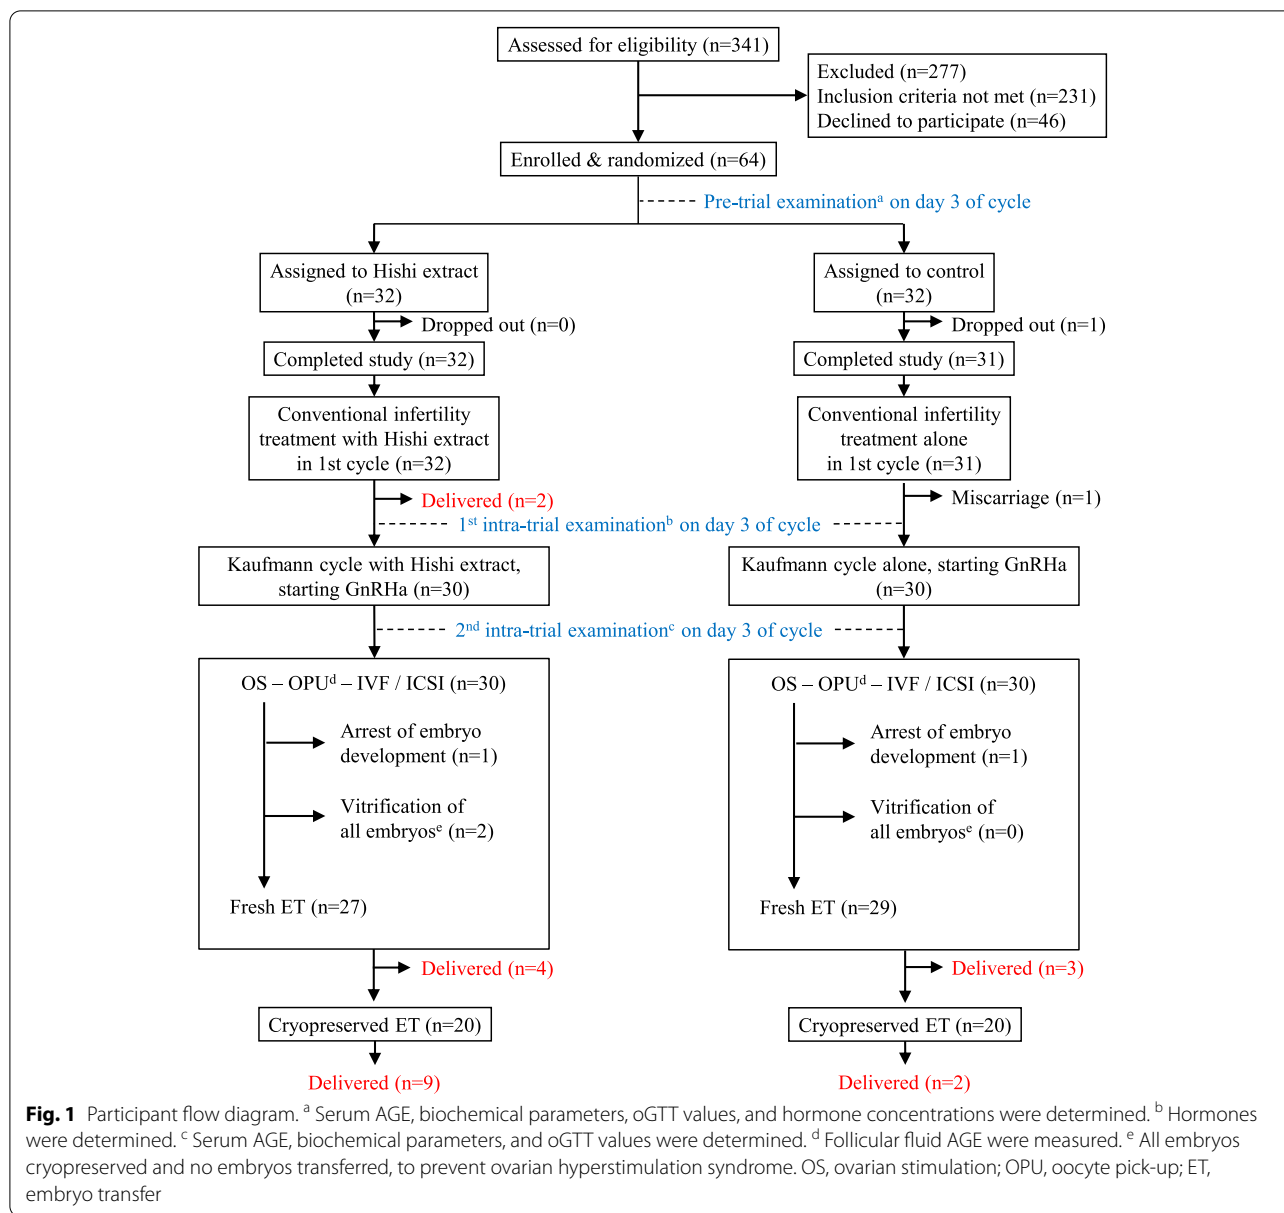 Assessed for eligibility (n=341)
Excluded (n=277)
Inclusion criteria not met (n=231)
Declined to participate (n=46)
Enrolled & randomized (n=64)
Pre-trial examinationᵃ on day 3 of cycle
Assigned to Hishi extract
(n=32)
Assigned to control
(n=32)
Dropped out (n=0)
Dropped out (n=1)
Completed study (n=32)
Completed study (n=31)
Conventional infertility
treatment with Hishi extract
in 1st cycle (n=32)
Conventional infertility
treatment alone
in 1st cycle (n=31)
Delivered (n=2)
Miscarriage (n=1)
1ˢᵗ intra-trial examinationᵇ on day 3 of cycle
Kaufmann cycle with Hishi extract,
starting GnRHa (n=30)
Kaufmann cycle alone, starting GnRHa
(n=30)
2ⁿᵈ intra-trial examinationᶜ on day 3 of cycle
OS – OPUᵈ – IVF / ICSI (n=30)
Arrest of embryo
development (n=1)
Vitrification of
all embryosᵉ (n=2)
Fresh ET (n=27)
OS – OPUᵈ – IVF / ICSI (n=30)
Arrest of embryo
development (n=1)
Vitrification of
all embryosᵉ (n=0)
Fresh ET (n=29)
Delivered (n=4)
Delivered (n=3)
Cryopreserved ET (n=20)
Cryopreserved ET (n=20)
Delivered (n=9)
Delivered (n=2)
Fig. 1 Participant flow diagram. ᵃ Serum AGE, biochemical parameters, oGTT values, and hormone concentrations were determined. ᵇ Hormones
were determined. ᶜ Serum AGE, biochemical parameters, and oGTT values were determined. ᵈ Follicular fluid AGE were measured. ᵉ All embryos
cryopreserved and no embryos transferred, to prevent ovarian hyperstimulation syndrome. OS, ovarian stimulation; OPU, oocyte pick-up; ET,
embryo transfer